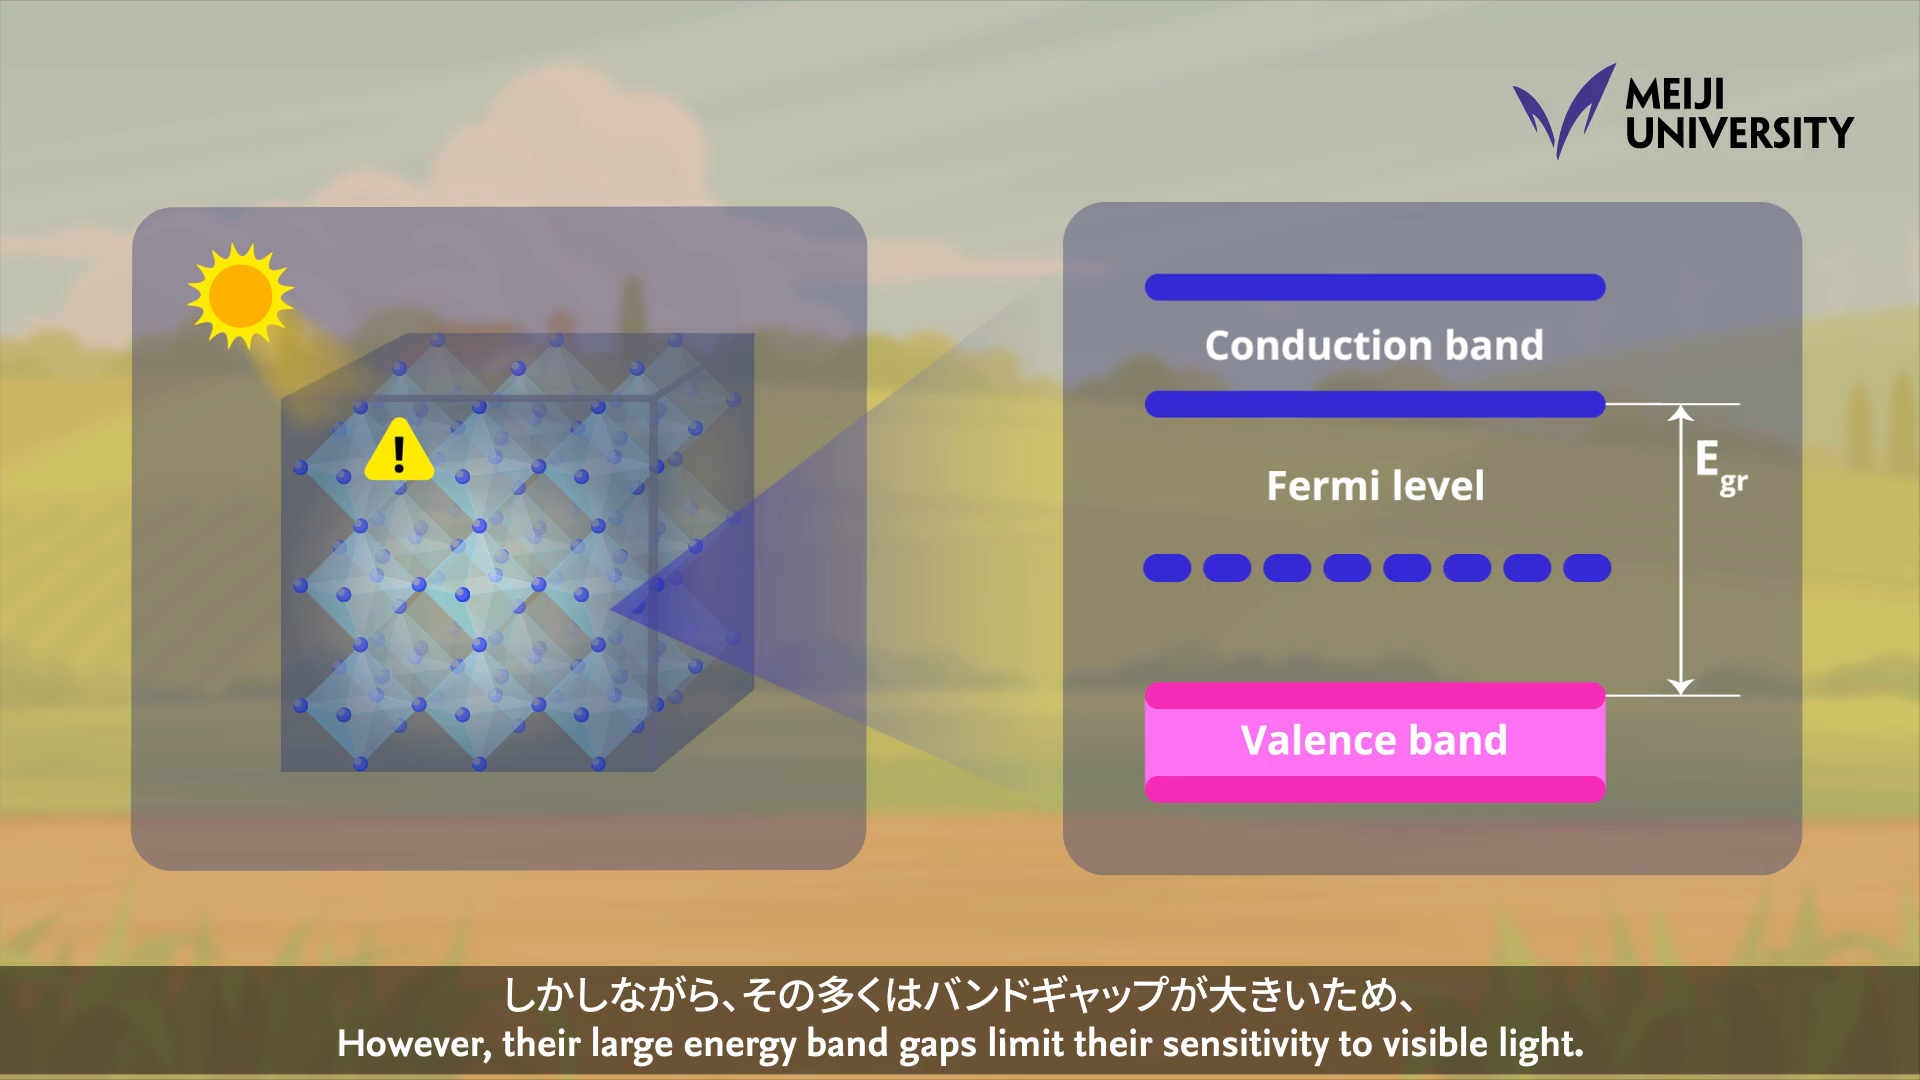 MEIJI
UNIVERSITY
Conduction band
Fermi level
Egr
Valence band
!
しかしながら、その多くはバンドギャップが大きいため、
However, their large energy band gaps limit their sensitivity to visible light.